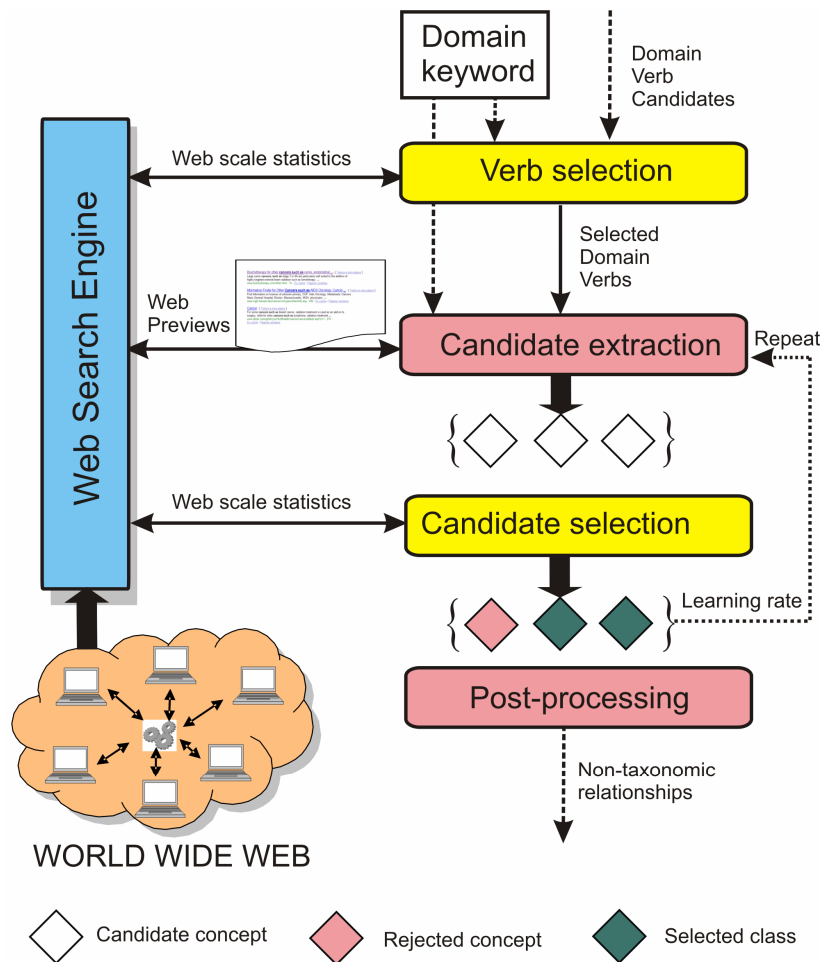 Domain
keyword
Domain
Verb
Candidates
Web scale statistics
Verb selection
Selected
Domain
Verbs
Web Search Engine
Web
Previews
Candidate extraction
Repeat
Web scale statistics
Candidate selection
Learning rate
Post-processing
Non-taxonomic
relationships
WORLD WIDE WEB
Candidate concept
Rejected concept
Selected class